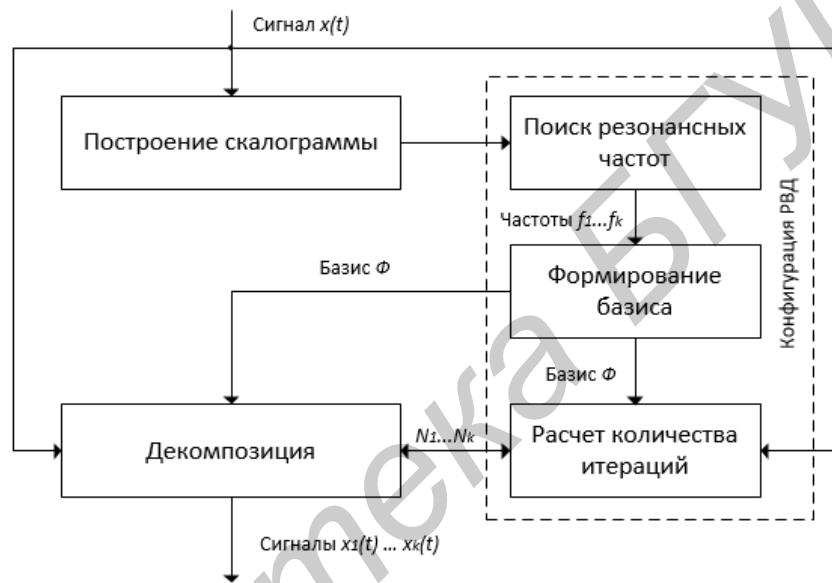 Сигнал x(t)
Построение скалограммы
Поиск резонансных
частот
Частоты f1...fk
Базис Φ
Формирование
базиса
Конфигурация РВД
Базис Φ
Декомпозиция
N1...Nk
Расчет количества
итераций
Сигналы x1(t) ... xk(t)